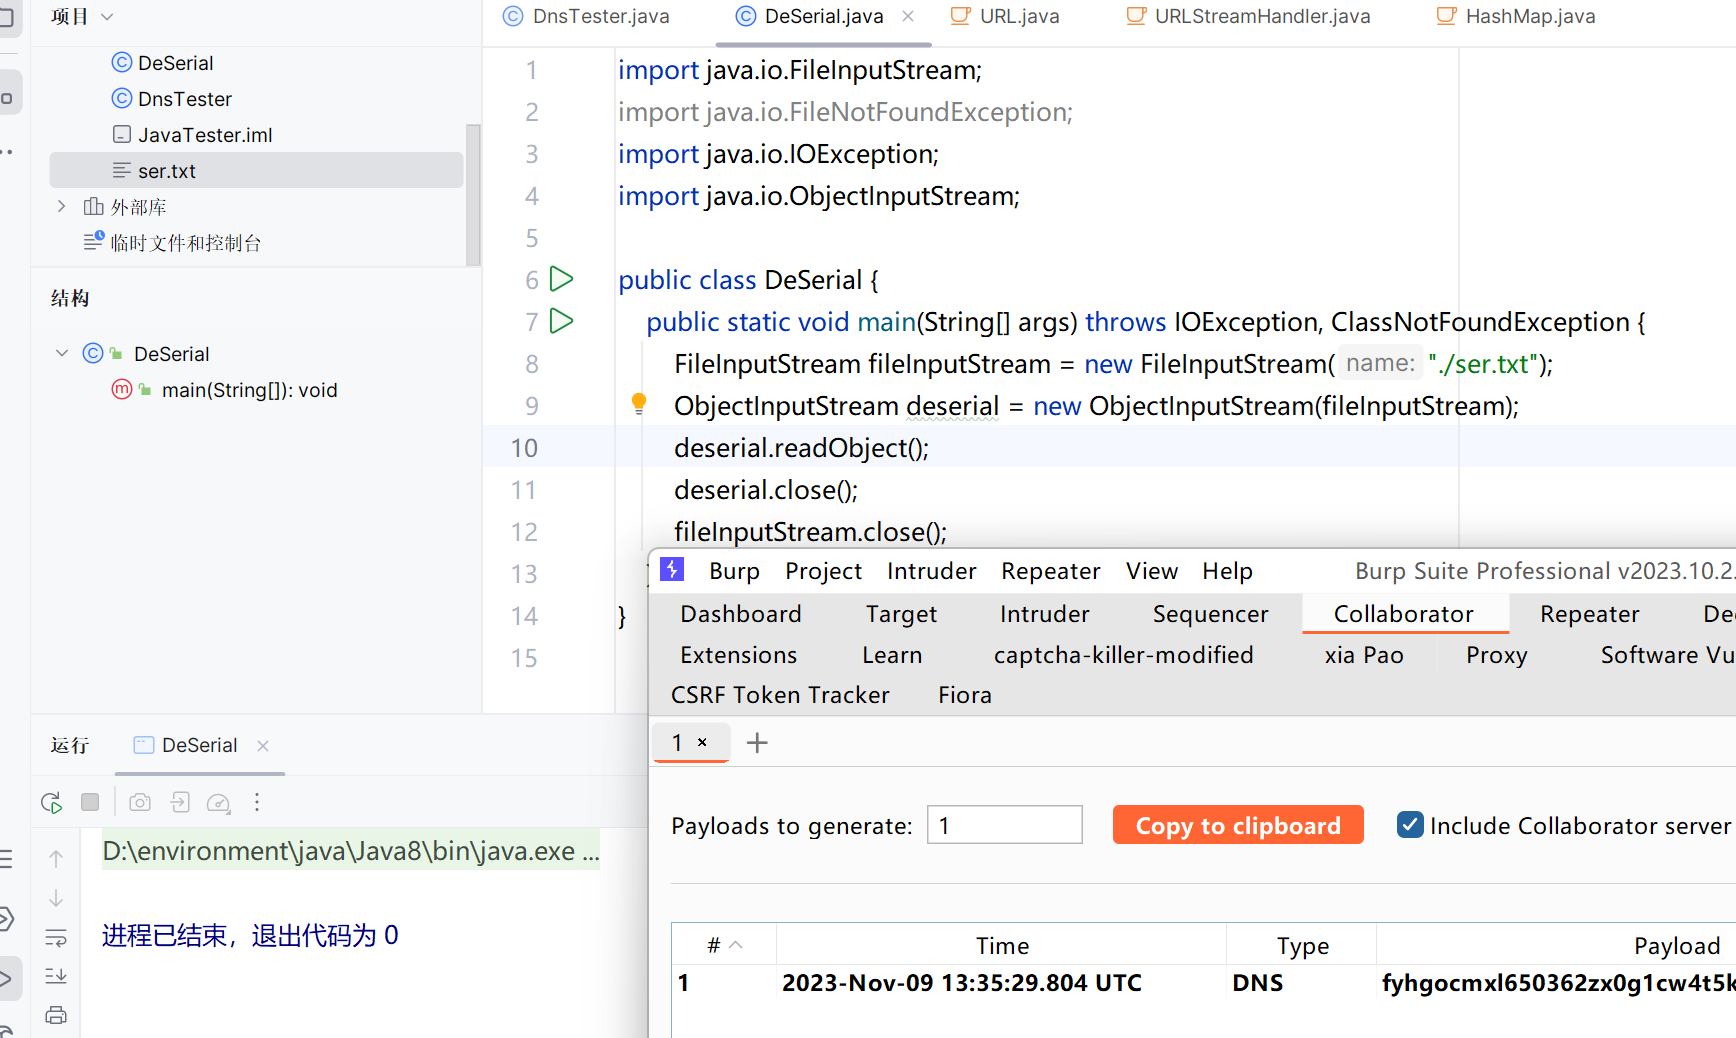 项目
DeSerial
DnsTester
JavaTester.iml
ser.txt
外部库
临时文件和控制台
结构
DeSerial
main(String[]): void
DnsTester.java
DeSerial.java
URL.java
URLStreamHandler.java
HashMap.java
1 import java.io.FileInputStream;
2 import java.io.FileNotFoundException;
3 import java.io.IOException;
4 import java.io.ObjectInputStream;
5
6 public class DeSerial {
7 public static void main(String[] args) throws IOException, ClassNotFoundException {
8 FileInputStream fileInputStream = new FileInputStream( name: "./ser.txt");
9 ObjectInputStream deserial = new ObjectInputStream(fileInputStream);
10 deserial.readObject();
11 deserial.close();
12 fileInputStream.close();
13
14 }
15
运行
DeSerial
D:\environment\java\Java8\bin\java.exe ...
进程已结束，退出代码为 0
Burp Project Intruder Repeater View Help Burp Suite Professional v2023.10.2.
Dashboard Target Intruder Sequencer Collaborator Repeater
Extensions Learn captcha-killer-modified xia Pao Proxy Software
CSRF Token Tracker Fiora
1 ×
Payloads to generate: 1 Copy to clipboard Include Collaborator server
# Time Type Payload
1 2023-Nov-09 13:35:29.804 UTC DNS fyhgocmxl650362zx0g1cw4t5k